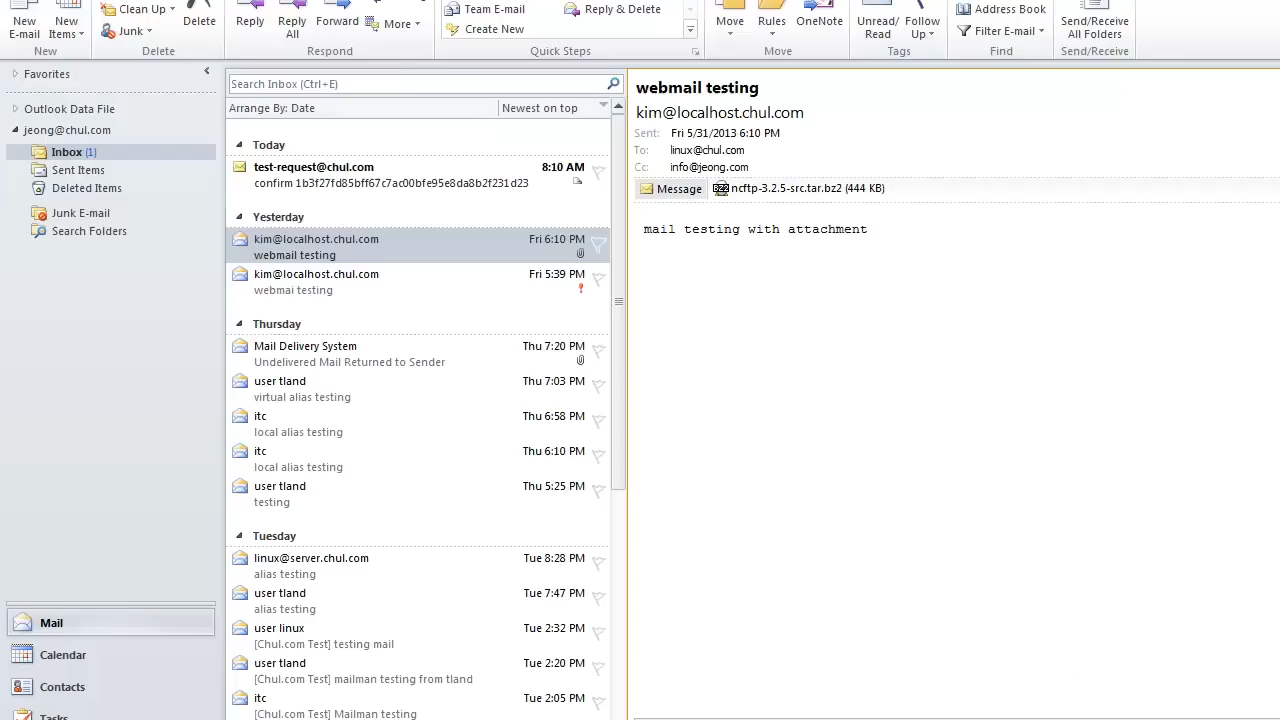 Clean Up
Delete
Reply
Reply
All
Forward
More
Team E-mail
Reply & Delete
Create New
Move
Rules
OneNote
Unread/
Read
Follow
Up
Address Book
Filter E-mail
Send/Receive
All Folders
New
E-mail
New
Items
Junk
New
Delete
Respond
Quick Steps
Move
Tags
Find
Send/Receive
Favorites
Outlook Data File
jeong@chul.com
Inbox (1)
Sent Items
Deleted Items
Junk E-mail
Search Folders
Mail
Calendar
Contacts
Tasks
Search Inbox (Ctrl+E)
Arrange By: Date Newest on top
Today
test-request@chul.com 8:10 AM
confirm 1b3f27fd85bff67c7ac00bfe95e8da8b2f231d23
Yesterday
kim@localhost.chul.com Fri 6:10 PM
webmail testing
kim@localhost.chul.com Fri 5:39 PM
webmai testing
Thursday
Mail Delivery System Thu 7:20 PM
Undelivered Mail Returned to Sender
user tland Thu 7:03 PM
virtual alias testing
itc Thu 6:58 PM
local alias testing
itc Thu 6:10 PM
local alias testing
user tland Thu 5:25 PM
testing
Tuesday
linux@server.chul.com Tue 8:28 PM
alias testing
user tland Tue 7:47 PM
alias testing
user linux Tue 2:32 PM
[Chul.com Test] testing mail
user tland Tue 2:20 PM
[Chul.com Test] mailman testing from tland
itc Tue 2:05 PM
[Chul.com Test] Mailman testing
webmail testing
kim@localhost.chul.com
Sent: Fri 5/31/2013 6:10 PM
To: linux@chul.com
Cc: info@jeong.com
Message ncftp-3.2.5-src.tar.bz2 (444 KB)
mail testing with attachment